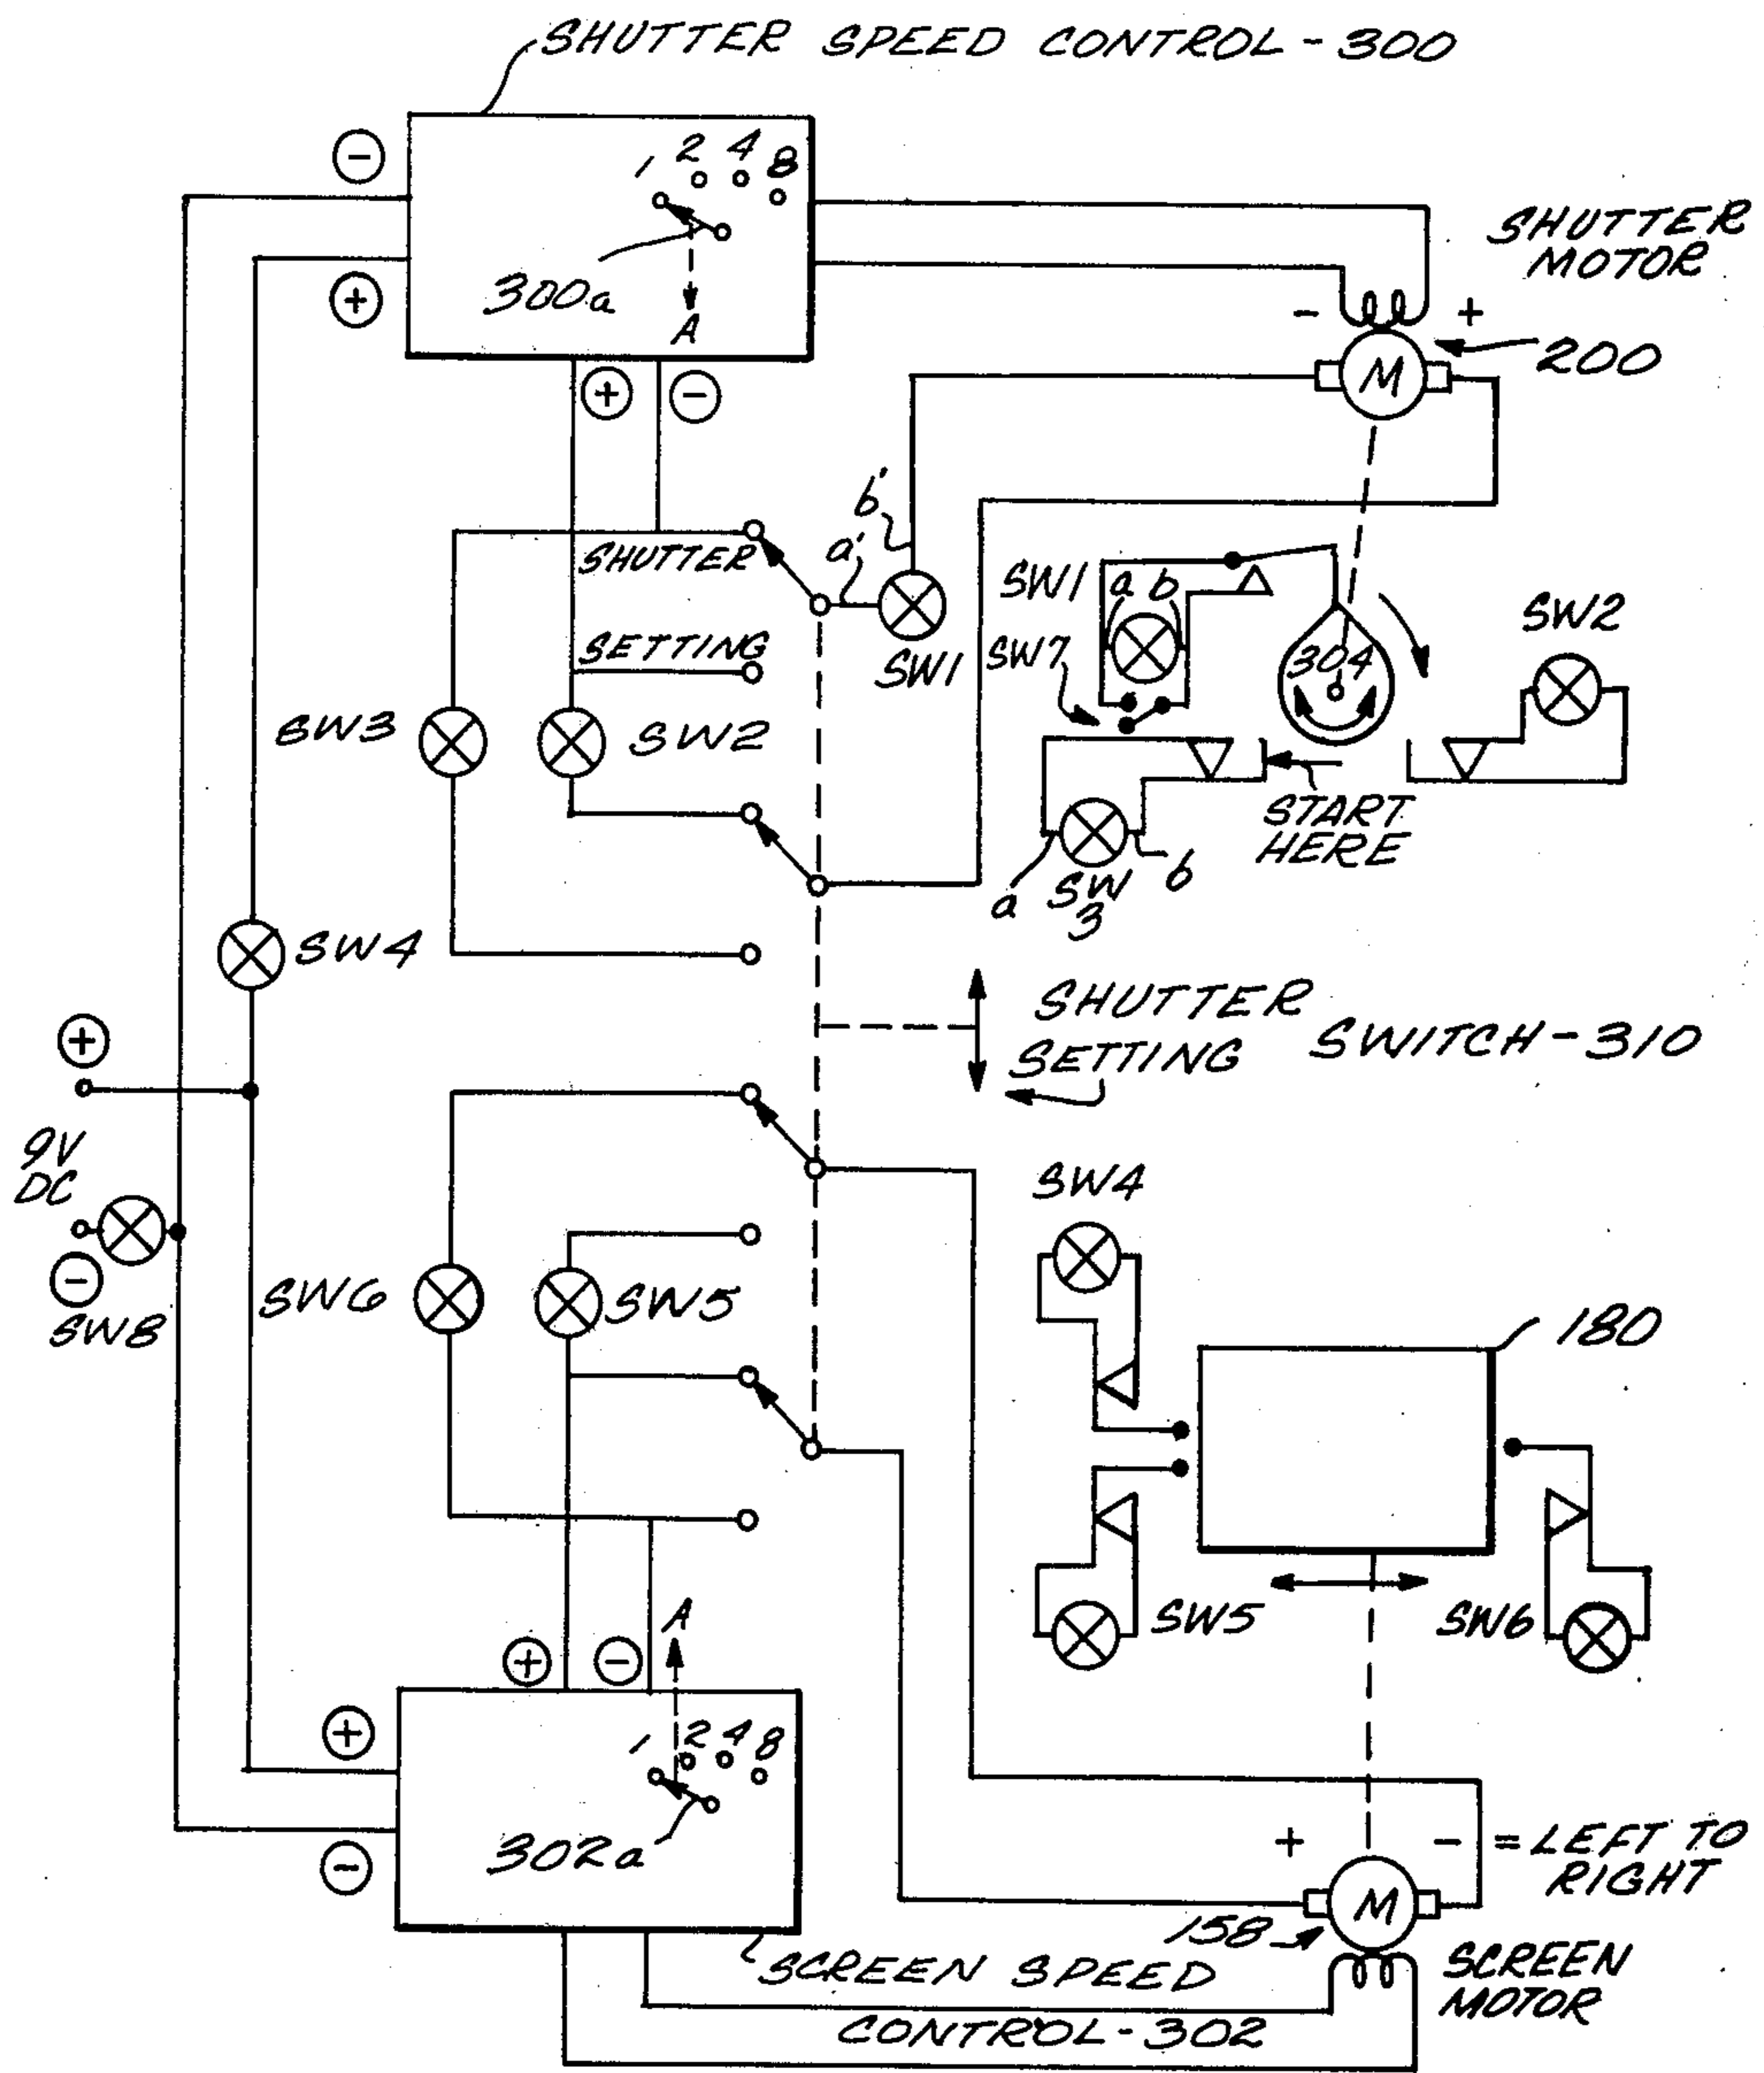 SHUTTER SPEED CONTROL - 300
-
+
1 2 4 8
300a
A
+ -
SHUTTER
MOTOR
- +
M
200
SHUTTER
SETTING
a'
b'
SW1
SW1 a b
SW7
304
SW2
SW3
SW2
START
HERE
a SW
3 b
SW4
+
9V
DC
-
SW8
SHUTTER
SETTING
SWITCH-310
SW6
SW5
SW4
180
SW5
SW6
+ -
A
+
1 2 4 8
302a
-
+ - = LEFT TO
RIGHT
M
158
SCREEN
MOTOR
SCREEN SPEED
CONTROL-302